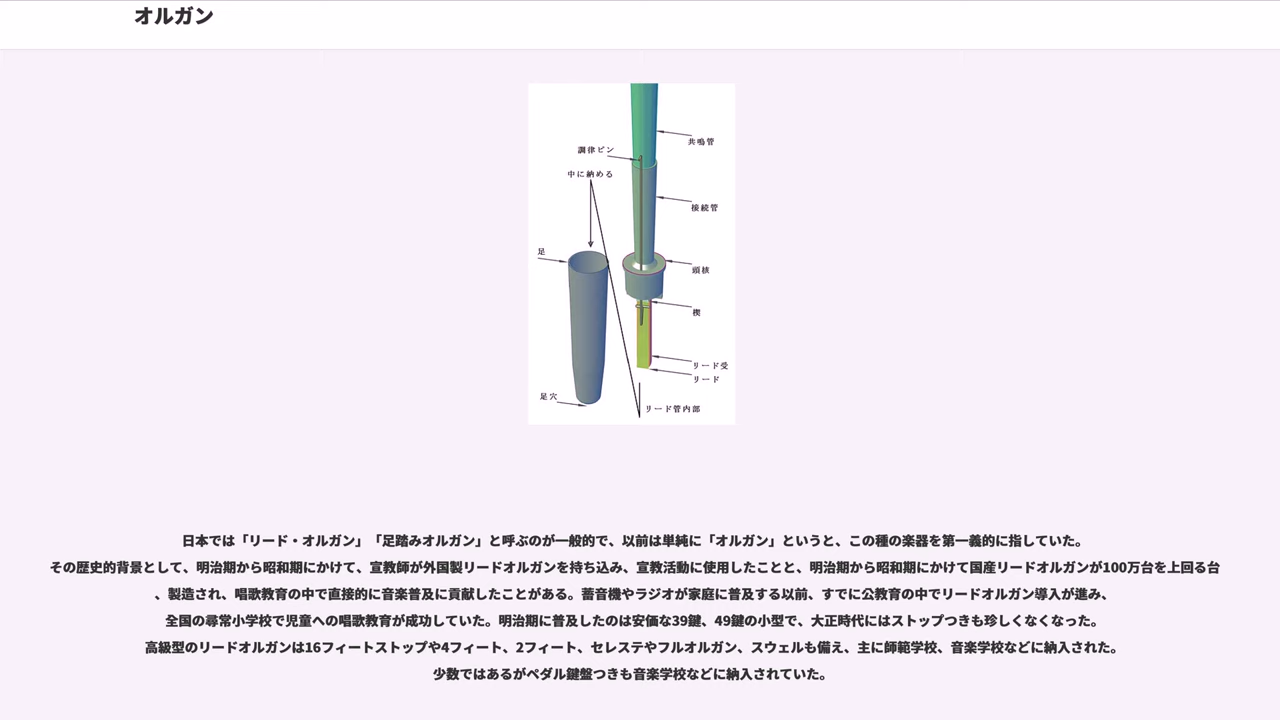 オルガン
調律ピン
共鳴管
中に納める
接続管
足
頭核
楔
リード受
リード
足穴
リード管内部
日本では「リード・オルガン」「足踏みオルガン」と呼ぶのが一般的で、以前は単純に「オルガン」というと、この種の楽器を第一義的に指していた。
その歴史的背景として、明治期から昭和期にかけて、宣教師が外国製リードオルガンを持ち込み、宣教活動に使用したことと、明治期から昭和期にかけて国産リードオルガンが100万台を上回る台
、製造され、唱歌教育の中で直接的に音楽普及に貢献したことがある。蓄音機やラジオが家庭に普及する以前、すでに公教育の中でリードオルガン導入が進み、
全国の尋常小学校で児童への唱歌教育が成功していた。明治期に普及したのは安価な39鍵、49鍵の小型で、大正時代にはストップつきも珍しくなくなった。
高級型のリードオルガンは16フィートストップや4フィート、2フィート、セレステやフルオルガン、スウェルも備え、主に師範学校、音楽学校などに納入された。
少数ではあるがペダル鍵盤つきも音楽学校などに納入されていた。